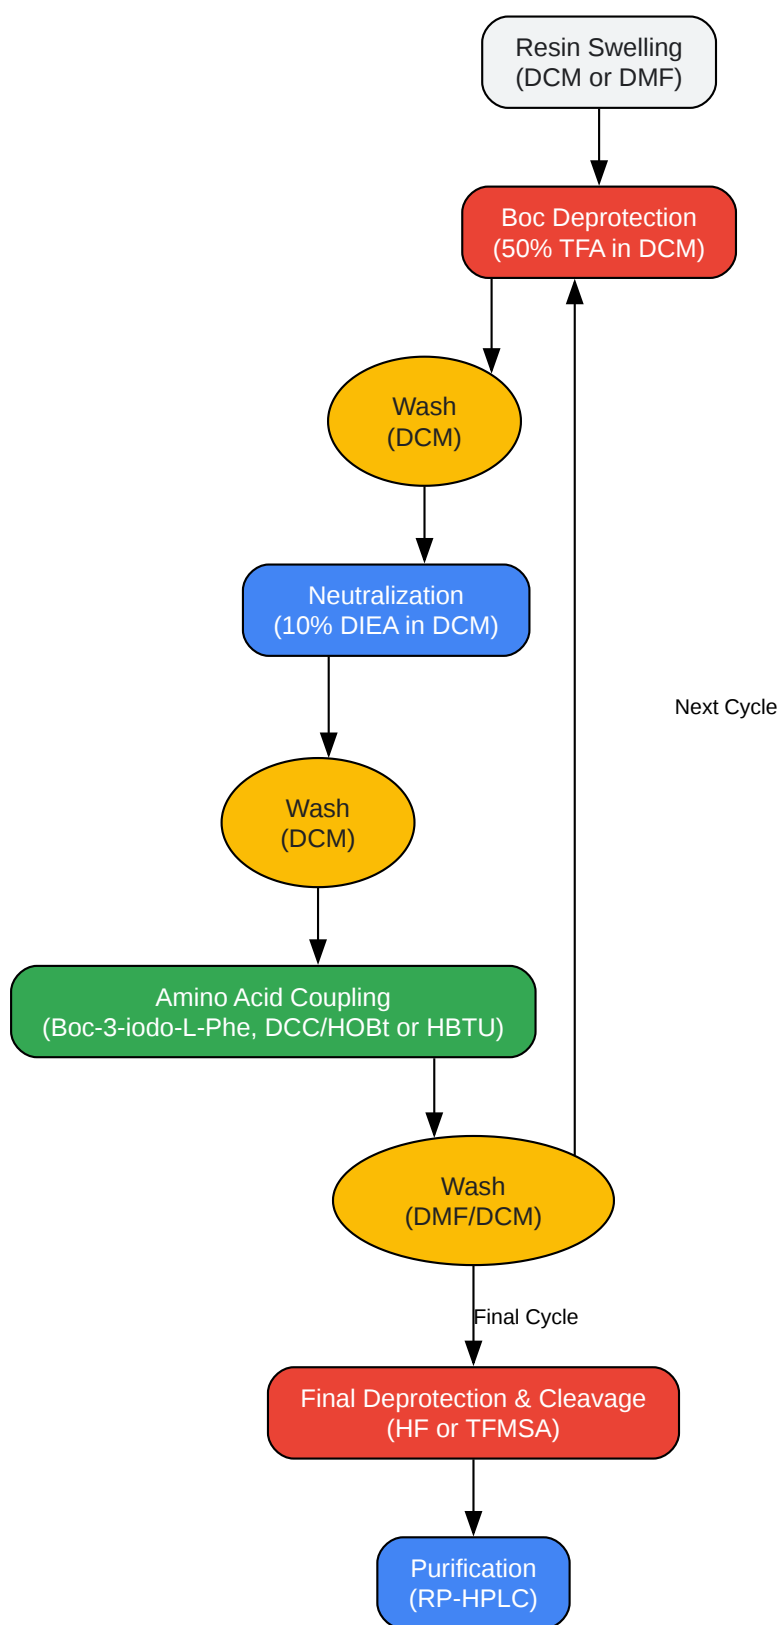 Resin Swelling
(DCM or DMF)
Boc Deprotection
(50% TFA in DCM)
Wash
(DCM)
Neutralization
(10% DIEA in DCM)
Next Cycle
Wash
(DCM)
Amino Acid Coupling
(Boc-3-iodo-L-Phe, DCC/HOBt or HBTU)
Wash
(DMF/DCM)
Final Cycle
Final Deprotection & Cleavage
(HF or TFMSA)
Purification
(RP-HPLC)